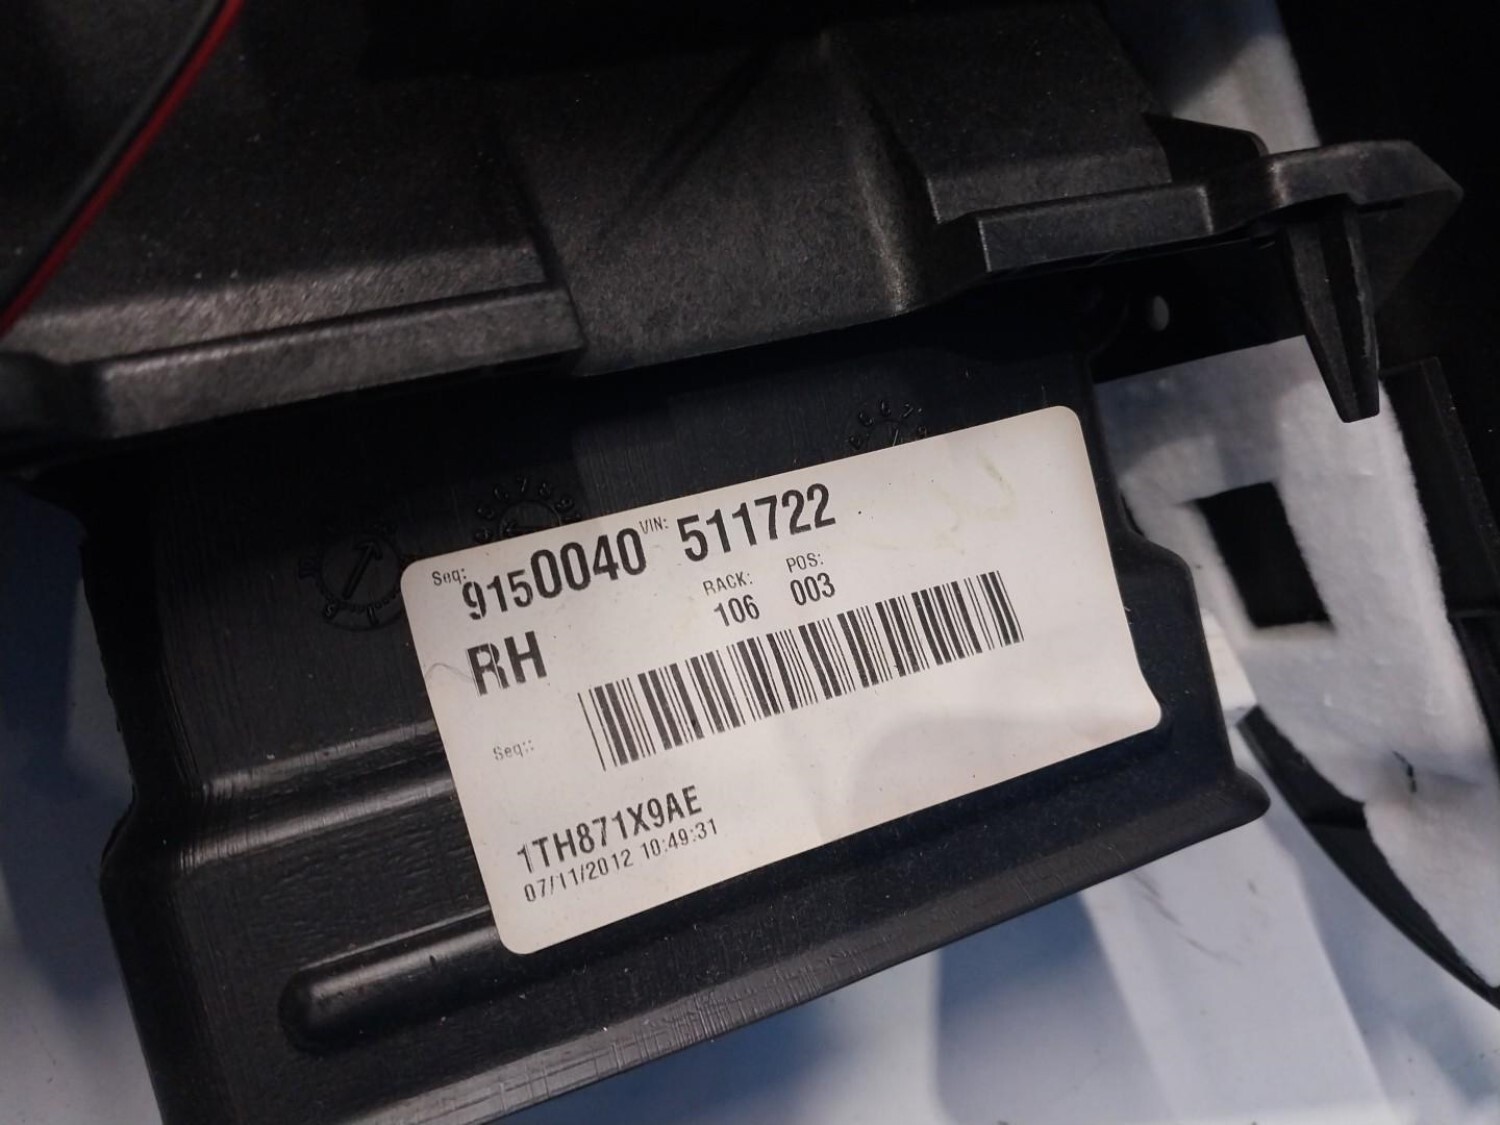 Seq: 9150040 VIN: 511722
RACK: 106 POS: 003
RH
Seq::
1TH871X9AE
07/11/2012 10:49:31